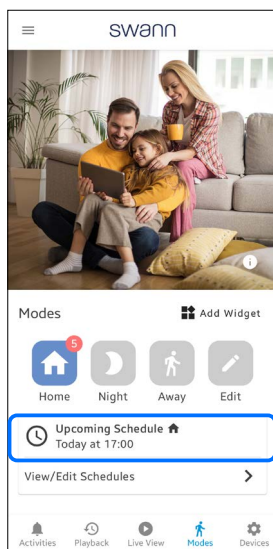 swann
Modes
Add Widget
5
Home Night Away Edit
Upcoming Schedule
Today at 17:00
View/Edit Schedules
Activities Playback Live View Modes Devices